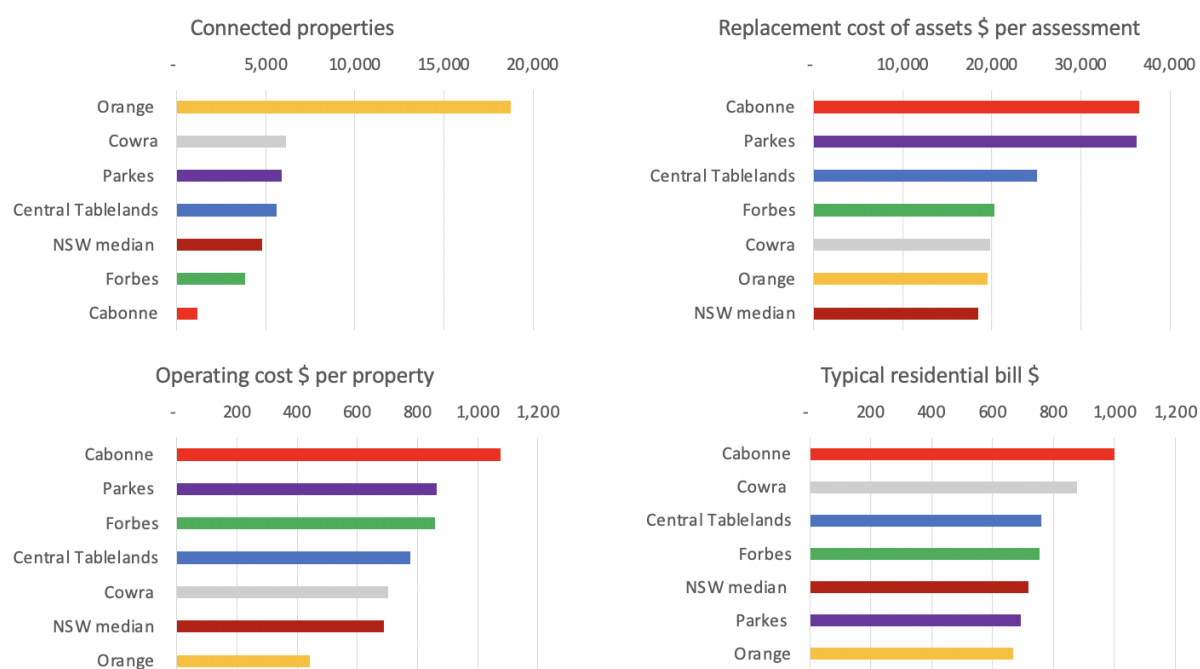 Connected properties
- 5,000 10,000 15,000 20,000
Orange
Cowra
Parkes
Central Tablelands
NSW median
Forbes
Cabonne
Replacement cost of assets $ per assessment
- 10,000 20,000 30,000 40,000
Cabonne
Parkes
Central Tablelands
Forbes
Cowra
Orange
NSW median
Operating cost $ per property
- 200 400 600 800 1,000 1,200
Cabonne
Parkes
Forbes
Central Tablelands
Cowra
NSW median
Orange
Typical residential bill $
- 200 400 600 800 1,000 1,200
Cabonne
Cowra
Central Tablelands
Forbes
NSW median
Parkes
Orange